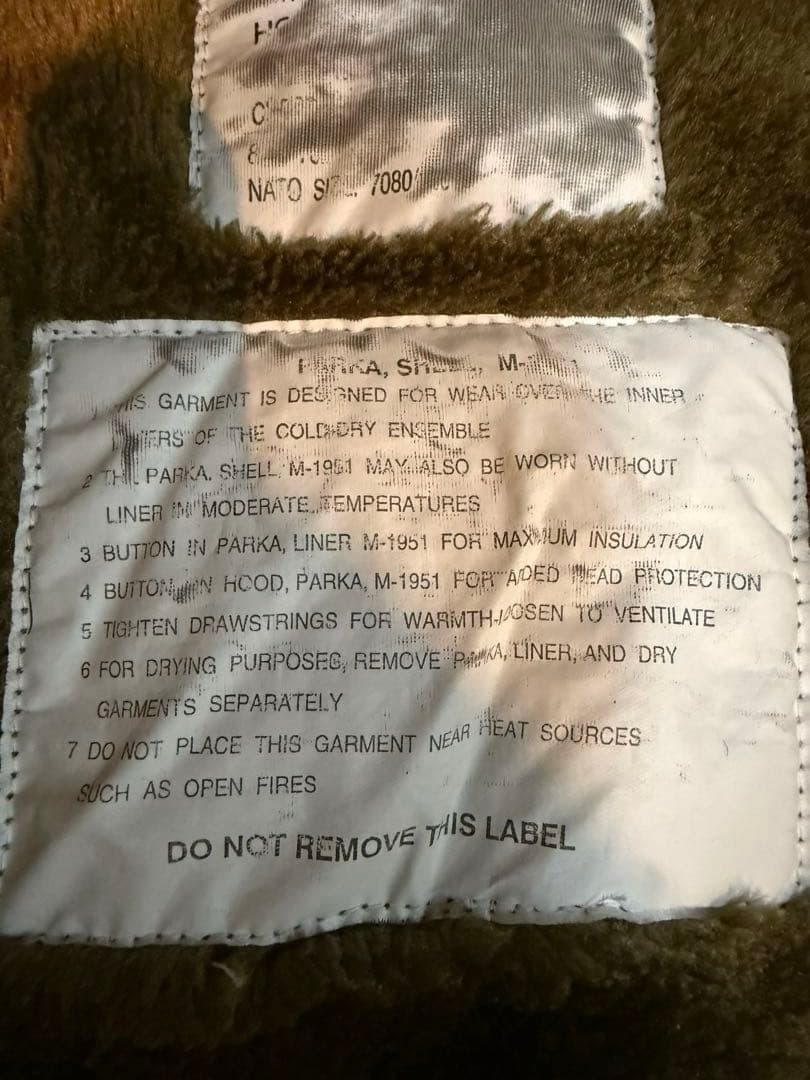 NATO 7080/
PARKA, M-
GARMENT IS DESIGNED FOR WEAR OVER THE INNER
OF THE COLD-DRY ENSEMBLE
2 PARKA, SHELL, M-1951 MAY ALSO BE WORN WITHOUT
LINER IN MODERATE TEMPERATURES
3 BUTTON IN PARKA, LINER M-1951 FOR MAXIMUM INSULATION
4 BUTTON IN HOOD, PARKA, M-1951 FOR ADED HEAD PROTECTION
5 TIGHTEN DRAWSTRINGS FOR WARMTH-LOOSEN TO VENTILATE
6 FOR DRYING PURPOSES, REMOVE PARKA, LINER, AND DRY
GARMENTS SEPARATELY
7 DO NOT PLACE THIS GARMENT NEAR HEAT SOURCES
SUCH AS OPEN FIRES
DO NOT REMOVE THIS LABEL